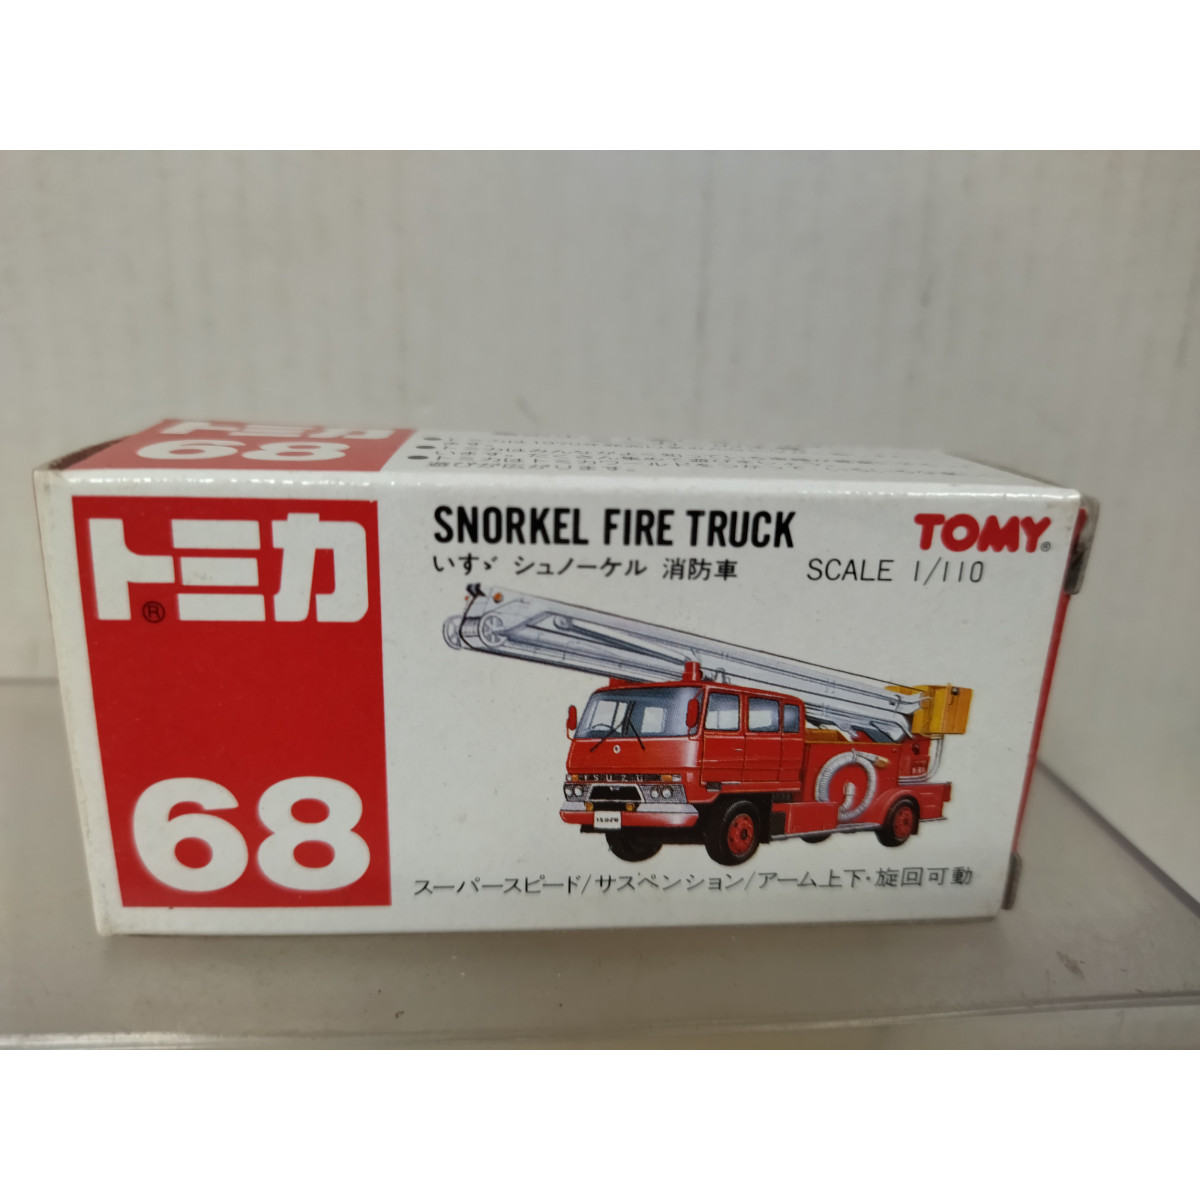 トミカ
68
トミカ®
68
SNORKEL FIRE TRUCK
いすゞ シュノーケル 消防車
SCALE 1/110
TOMY®
ISUZU
スーパースピード/サスペンション/アーム上下・旋回可動